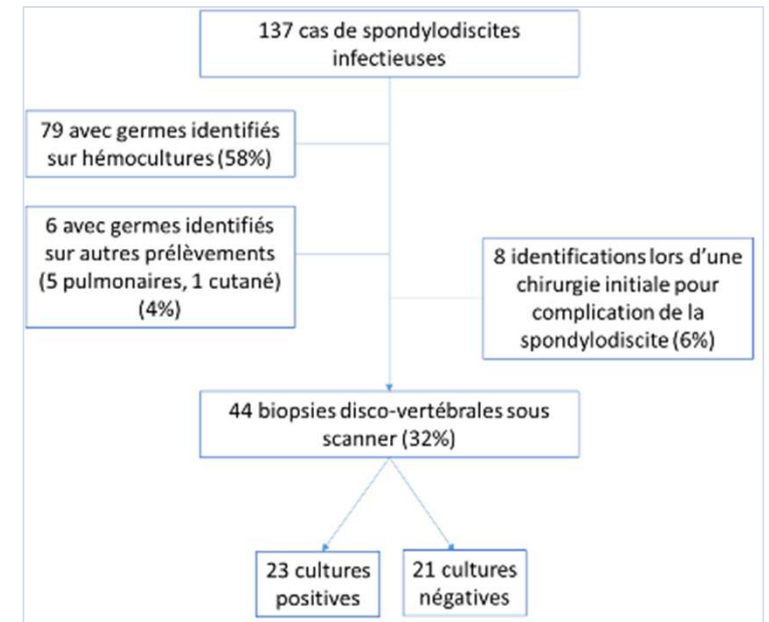 137 cas de spondylodiscites
infectieuses
79 avec germes identifiés
sur hémocultures (58%)
6 avec germes identifiés
sur autres prélèvements
(5 pulmonaires, 1 cutané)
(4%)
8 identifications lors d’une
chirurgie initiale pour
complication de la
spondylodiscite (6%)
44 biopsies disco-vertébrales sous
scanner (32%)
23 cultures
positives
21 cultures
négatives